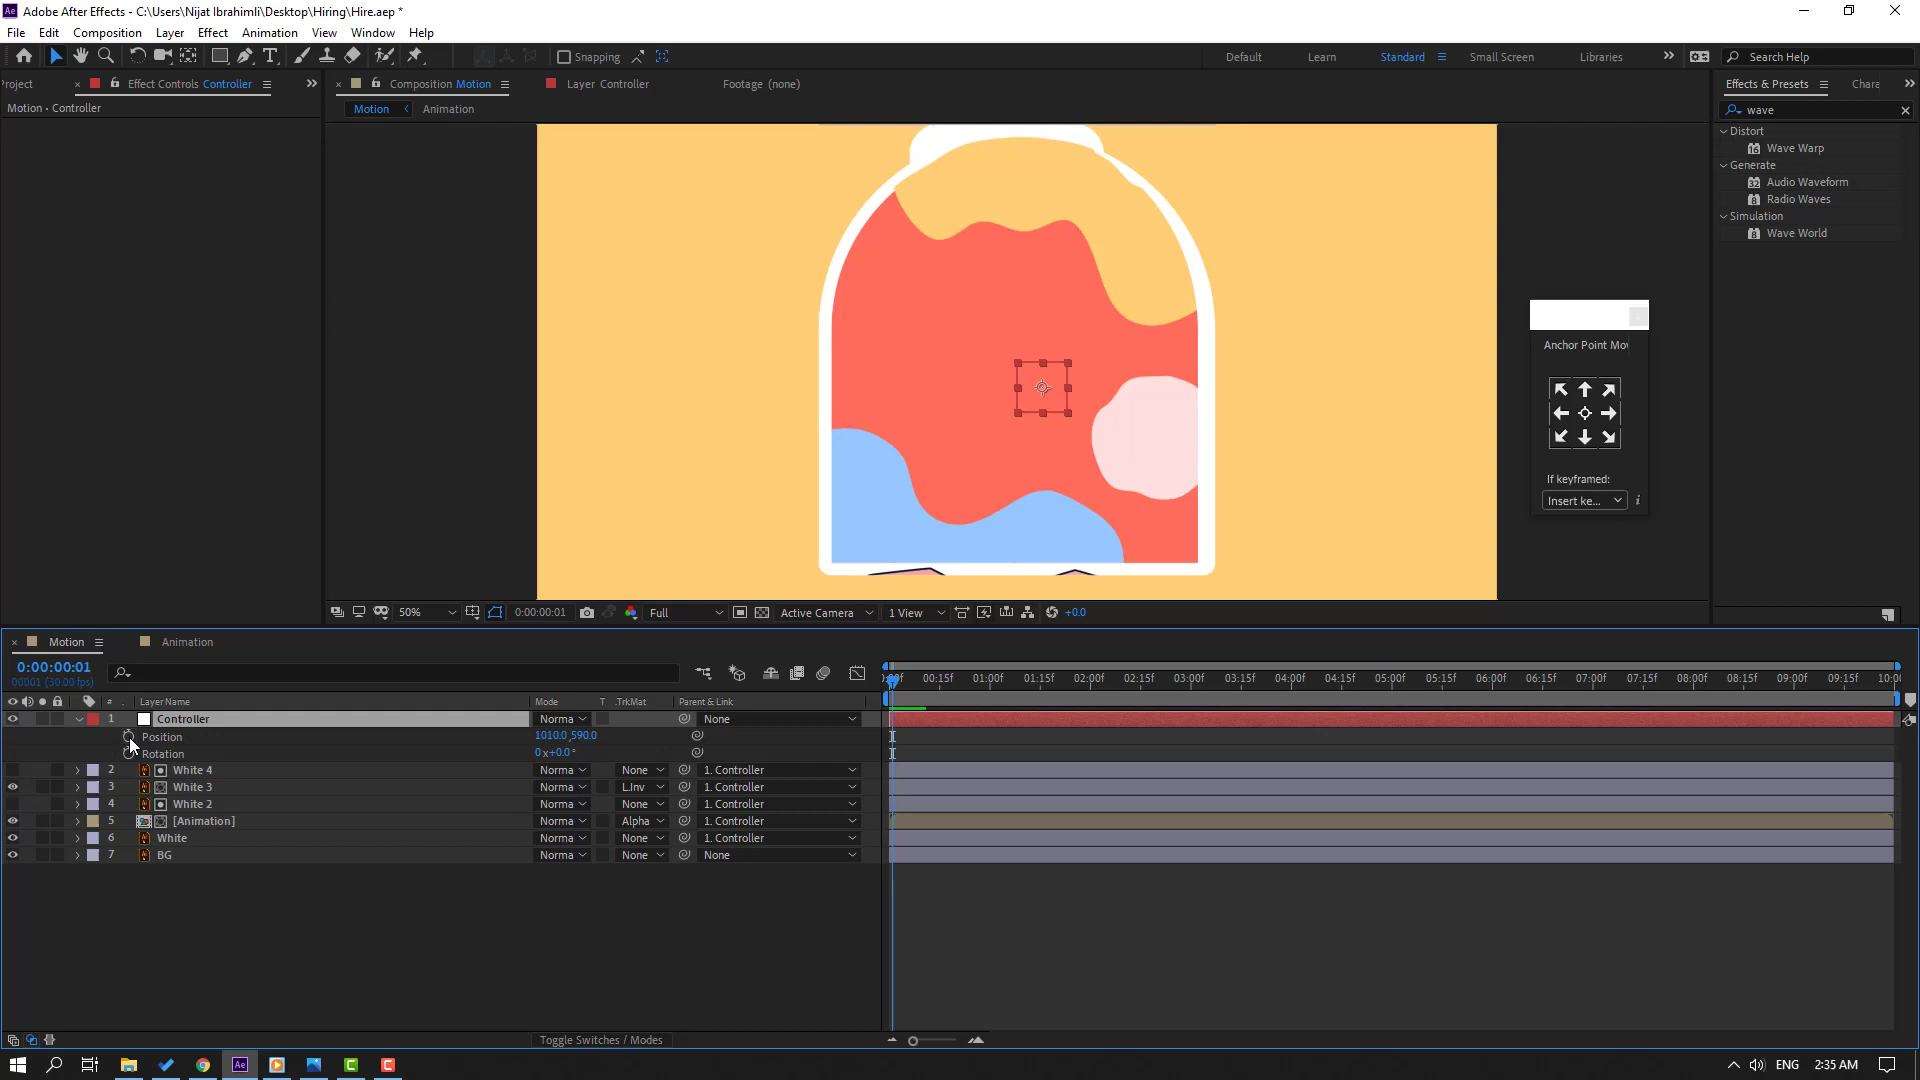 Adobe After Effects - C:\Users\Nijat Ibrahimli\Desktop\Hiring\Hire.aep *
File Edit Composition Layer Effect Animation View Window Help
Snapping Default Learn Standard Small Screen Libraries Search Help
roject Effect Controls Controller Composition Motion Layer Controller Footage (none) Effects & Presets Chara
Motion • Controller
Motion Animation
wave
Distort
Wave Warp
Generate
Audio Waveform
Radio Waves
Simulation
Wave World
Anchor Point Mov
If keyframed:
Insert ke...
50% 0:00:00:01 Full Active Camera 1 View +0.0
Motion Animation
0:00:00:01
00001 (30.00 fps)
00f 00:15f 01:00f 01:15f 02:00f 02:15f 03:00f 03:15f 04:00f 04:15f 05:00f 05:15f 06:00f 06:15f 07:00f 07:15f 08:00f 08:15f 09:00f 09:15f 10:0
# Layer Name Mode T .TrkMat Parent & Link
1 Controller Norma None
Position 1010.0,590.0
Rotation 0x+0.0°
2 White 4 Norma None 1. Controller
3 White 3 Norma L.Inv 1. Controller
4 White 2 Norma None 1. Controller
5 [Animation] Norma Alpha 1. Controller
6 White Norma None 1. Controller
7 BG Norma None None
Toggle Switches / Modes
ENG 2:35 AM